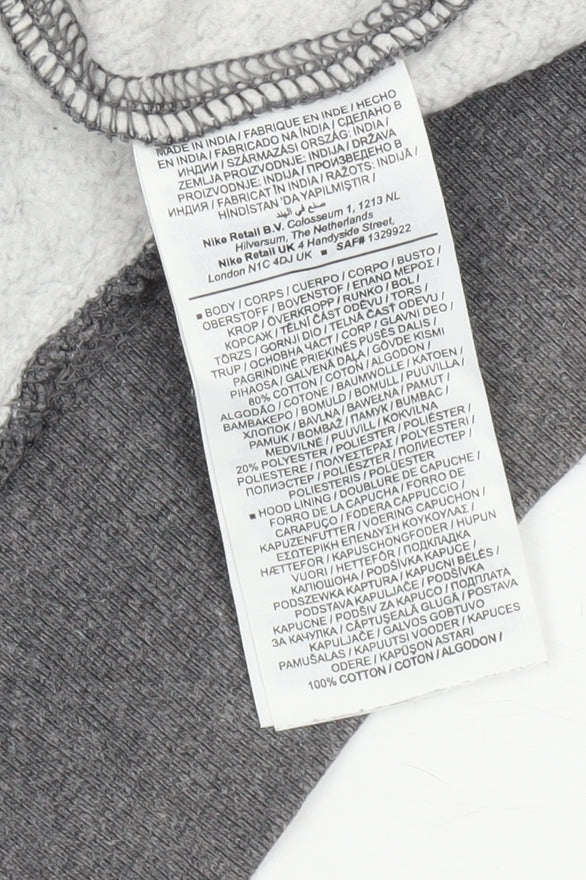 MADE IN INDIA / FABRIQUE EN INDE / HECHO
EN INDIA / FABRICADO NA ÍNDIA / СДЕЛАНО В
ИНДИИ / SZÁRMAZÁSI ORSZÁG: INDIA /
ZEMLJA PROIZVODNJE: INDIJA / DRŽAVA
PROIZVODNJE: INDIJA / ПРОИЗВЕДЕНО В
ИНДИЯ / FABRICAT ÎN INDIA / RAŽOTS: INDIJĀ /
HİNDİSTAN 'DA YAPILMIŞTIR /
صنع في الهند
Nike Retail B.V. Colosseum 1, 1213 NL
Hilversum, The Netherlands
Nike Retail UK 4 Handyside Street,
London N1C 4DJ UK ▪ SAF# 1329922
▪ BODY / CORPS / CUERPO / CORPO / BUSTO /
OBERSTOFF / BOVENSTOF / ΕΠΑΝΩ ΜΕΡΟΣ /
KROP / ÖVERKROPP / RUNKO / BOL /
КОРСАЖ / TĚLNÍ ČÁST ODĚVU / TORS /
TÖRZS / GORNJI DIO / TELNÁ ČASŤ ODEVU /
TRUP / ОСНОВНА ЧАСТ / CORP / GLAVNI DEO /
PAGRINDINĖ PRIEKINĖS PUSĖS DALIS /
PIHAOSA / GALVENĀ DAĻA / GÖVDE KISMI
80% COTTON / COTON / ALGODON /
ALGODÃO / COTONE / BAUMWOLLE / KATOEN /
ΒΑΜΒΑΚΕΡΟ / BOMULD / BOMULL / PUUVILLA /
ХЛОПОК / BAVLNA / BAWEŁNA / PAMUT /
PAMUK / BOMBAŽ / ПАМУК / BUMBAC /
MEDVILNĖ / PUUVILL / KOKVILNA
20% POLYESTER / POLIESTER / POLIÉSTER /
POLIESTERE / ΠΟΛΥΕΣΤΕΡΑΣ / POLYESTERI /
ПОЛИЭСТЕР / POLIÉSZTER / ПОЛИЕСТЕР /
POLIESTERIS / POLÜESTER
▪ HOOD LINING / DOUBLURE DE CAPUCHE /
FORRO DE LA CAPUCHA / FORRO DE
CARAPUÇO / FODERA CAPPUCCIO /
KAPUZENFUTTER / VOERING CAPUCHON /
ΕΣΩΤΕΡΙΚΗ ΕΠΕΝΔΥΣΗ ΚΟΥΚΟΥΛΑΣ /
HÆTTEFOR / KAPUSCHONGFODER / HUPUN
VUORI / HETTEFÔR / ПОДКЛАДКА
КАПЮШОНА / PODŠÍVKA KAPUCE /
PODSZEWKA KAPTURA / KAPUCNI BÉLÉS /
PODSTAVA KAPULJAČE / PODŠÍVKA
KAPUCNE / PODŠIV ZA KAPUCO / ПОДПЛАТА
ЗА КАЧУЛКА / CĂPTUŞEALĂ GLUGĂ / POSTAVA
KAPULJAČE / GALVOS GOBTUVO
PAMUŠALAS / KAPUUTSI VOODER / KAPUCES
ODERE / KAPÜŞON ASTARI
100% COTTON / COTON / ALGODON /